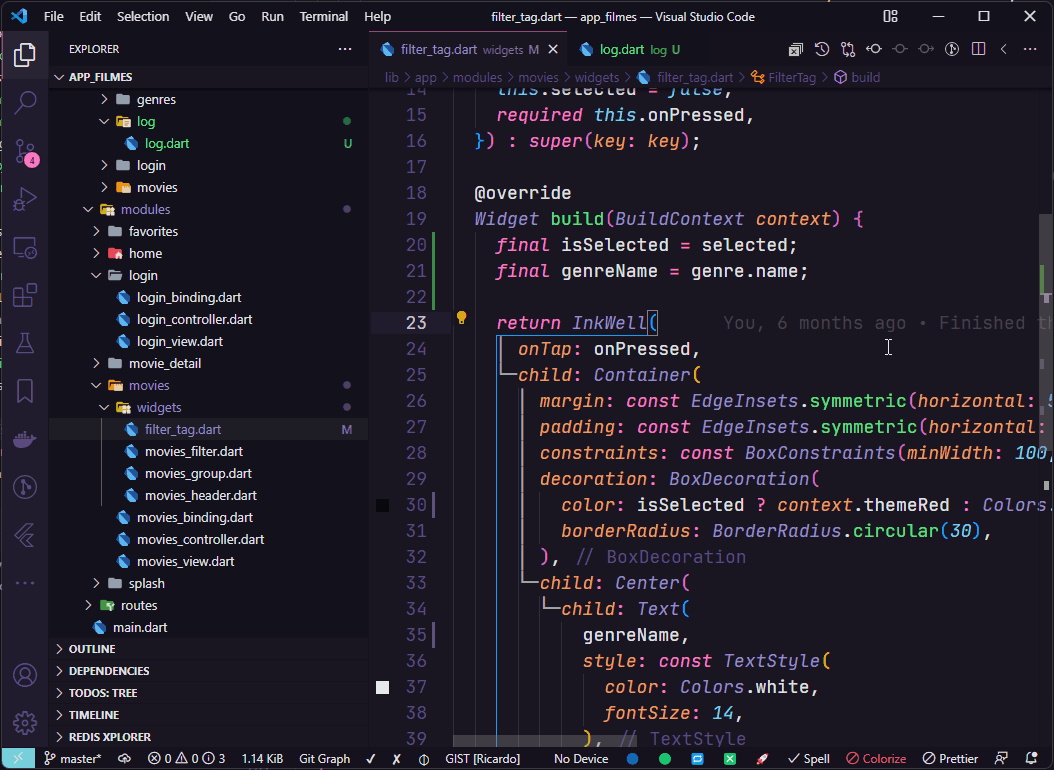 File Edit Selection View Go Run Terminal Help filter_tag.dart — app_filmes — Visual Studio Code
EXPLORER
APP_FILMES
genres
log
log.dart U
login
movies
modules
favorites
home
login
login_binding.dart
login_controller.dart
login_view.dart
movie_detail
movies
widgets
filter_tag.dart M
movies_filter.dart
movies_group.dart
movies_header.dart
movies_binding.dart
movies_controller.dart
movies_view.dart
splash
routes
main.dart
OUTLINE
DEPENDENCIES
TODOS: TREE
TIMELINE
REDIS XPLORER
4
filter_tag.dart widgets M log.dart log U
lib > app > modules > movies > widgets > filter_tag.dart > FilterTag > build
14 this.selected = false,
15 required this.onPressed,
16 }) : super(key: key);
17
18 @override
19 Widget build(BuildContext context) {
20 final isSelected = selected;
21 final genreName = genre.name;
22
23 return InkWell( You, 6 months ago • Finished
24 onTap: onPressed,
25 child: Container(
26 margin: const EdgeInsets.symmetric(horizontal: 5
27 padding: const EdgeInsets.symmetric(horizontal:
28 constraints: const BoxConstraints(minWidth: 100,
29 decoration: BoxDecoration(
30 color: isSelected ? context.themeRed : Colors.
31 borderRadius: BorderRadius.circular(30),
32 ), // BoxDecoration
33 child: Center(
34 child: Text(
35 genreName,
36 style: const TextStyle(
37 color: Colors.white,
38 fontSize: 14,
39 ), // TextStyle
master* 0 0 3 1.14 KiB Git Graph GIST [Ricardo] No Device Spell Colorize Prettier